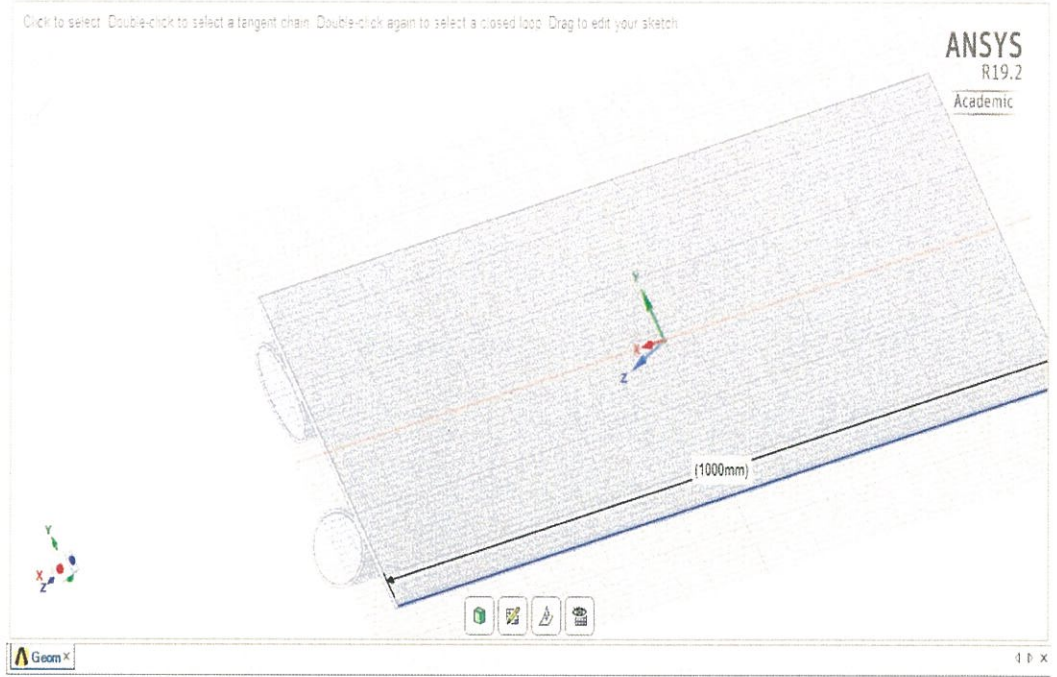 Click to select. Double-click to select a tangent chain. Double-click again to select a closed loop. Drag to edit your sketch.
ANSYS
R19.2
Academic
Y
X
Z
(1000mm)
Y
X
Z
Geom